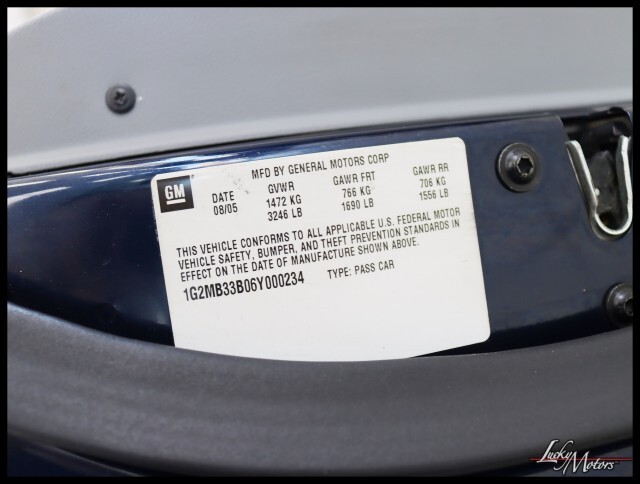 GM
MFD BY GENERAL MOTORS CORP
DATE GVWR GAWR FRT GAWR RR
08/05 1472 KG 766 KG 706 KG
3246 LB 1690 LB 1556 LB
THIS VEHICLE CONFORMS TO ALL APPLICABLE U.S. FEDERAL MOTOR
VEHICLE SAFETY, BUMPER, AND THEFT PREVENTION STANDARDS IN
EFFECT ON THE DATE OF MANUFACTURE SHOWN ABOVE.
1G2MB33B06Y000234 TYPE: PASS CAR
Lucky
Motors